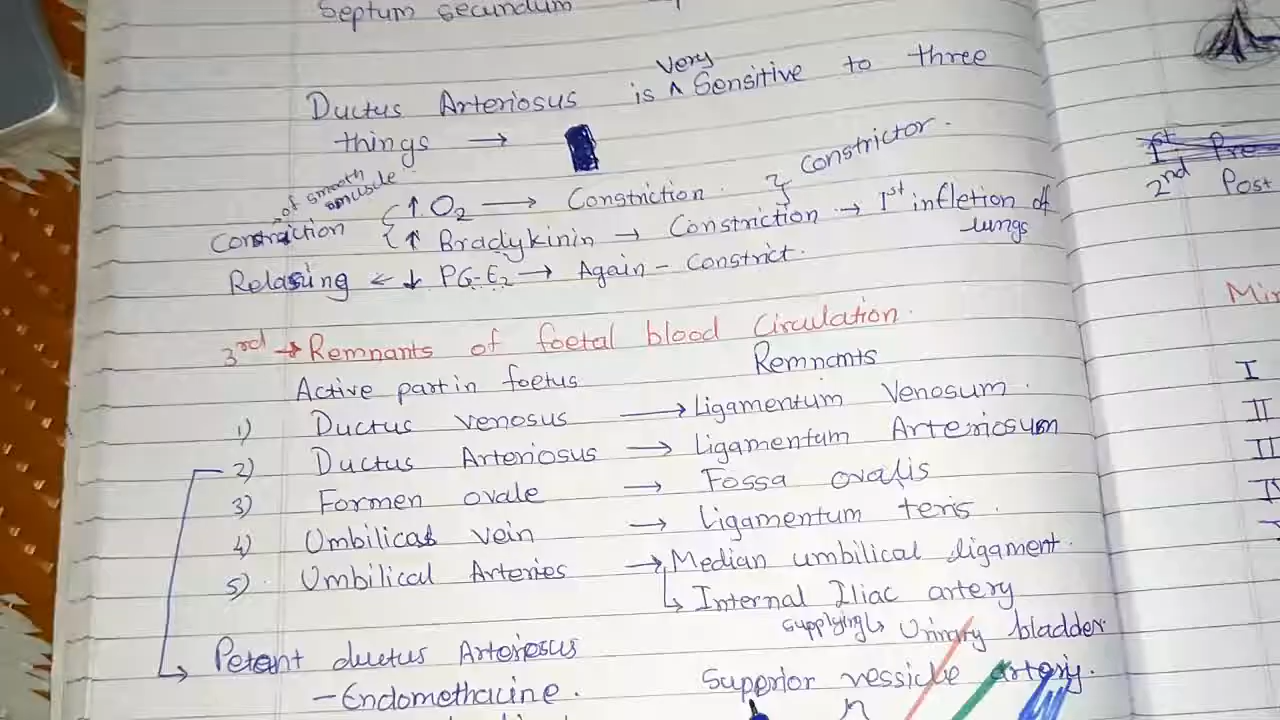 Septum secundum
Very
Ductus Arteriosus is ^ Sensitive to three
things →
of smooth muscle
↑ O2 → Constriction. & constrictor.
Constriction { ↑ Bradykinin → Constriction → 1st infletion of lungs
Relaxing ← ↓ PG-E2 → Again - Constrict.
3rd → Remnants of foetal blood Circulation.
Active part in foetus Remnants
1) Ductus venosus → Ligamentum Venosum.
2) Ductus Arteriosus → Ligamentum Arteriosum
3) Formen ovale → Fossa ovalis
4) Umbilical vein → Ligamentum teris.
5) Umbilical Arteries → Median umbilical ligament.
↳ Internal Iliac artery
supplying ↳ Urinary bladder
Petent ductus Arteriosus
Superior vessicle artery.
- Endomethacine.
1st Pre
2nd Post
I
II